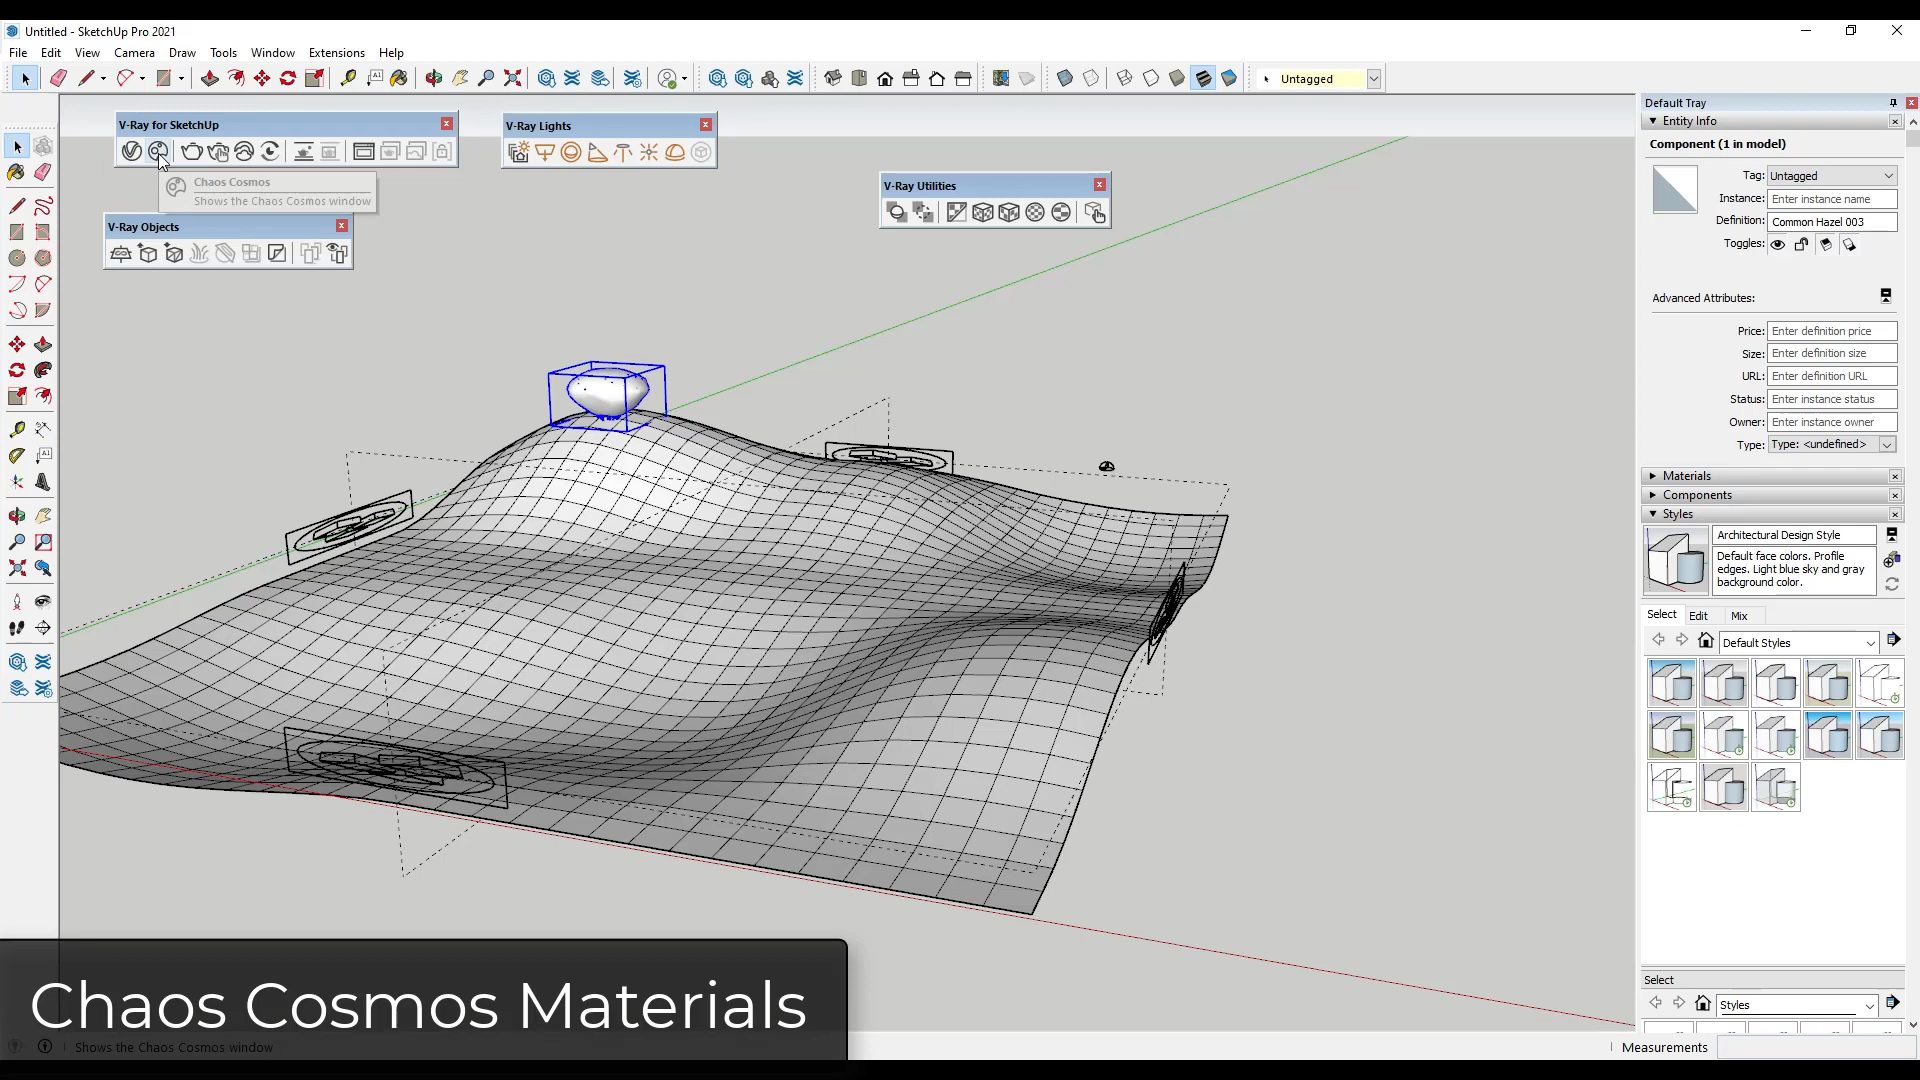 Untitled - SketchUp Pro 2021
File Edit View Camera Draw Tools Window Extensions Help
Untagged
V-Ray for SketchUp
V-Ray Lights
V-Ray Utilities
Chaos Cosmos
Shows the Chaos Cosmos window
V-Ray Objects
Default Tray
Entity Info
Component (1 in model)
Tag: Untagged
Instance: Enter instance name
Definition: Common Hazel 003
Toggles:
Advanced Attributes:
Price: Enter definition price
Size: Enter definition size
URL: Enter definition URL
Status: Enter instance status
Owner: Enter instance owner
Type: Type: <undefined>
Materials
Components
Styles
Architectural Design Style
Default face colors. Profile
edges. Light blue sky and gray
background color.
Select Edit Mix
Default Styles
Select
Styles
Chaos Cosmos Materials
Shows the Chaos Cosmos window
Measurements